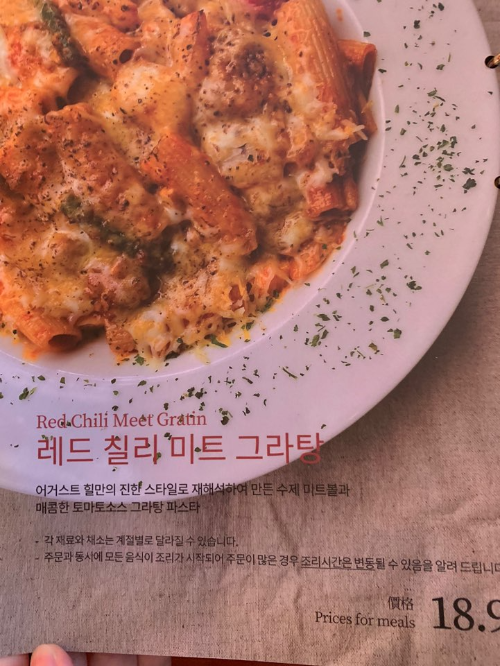 Red Chili Meet Gratin
레드 칠리 미트 그라탕
어거스트 힐만의 진한 스타일로 재해석하여 만든 수제 미트볼과
매콤한 토마토소스 그라탕 파스타
- 각 재료와 채소는 계절별로 달라질 수 있습니다.
- 주문과 동시에 모든 음식이 조리가 시작되어 주문이 많은 경우 조리시간은 변동될 수 있음을 알려 드립니다
價格
Prices for meals 18.9